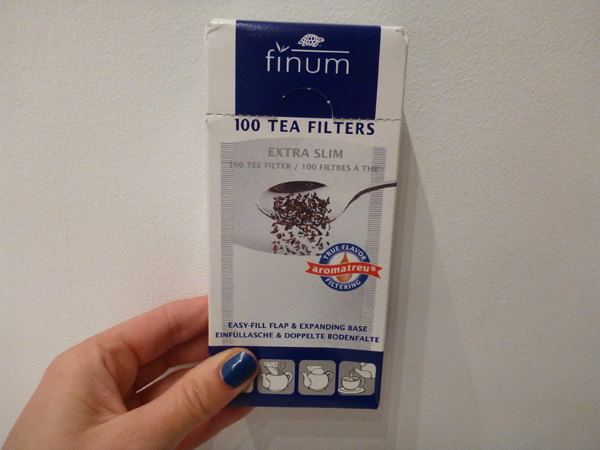 finum
100 TEA FILTERS
EXTRA SLIM
100 TEE FILTER / 100 FILTRES À THÉ
TRUE-FLAVOR
aromatreu®
FILTERING
EASY-FILL FLAP & EXPANDING BASE
EINFÜLLASCHE & DOPPELTE BODENFALTE